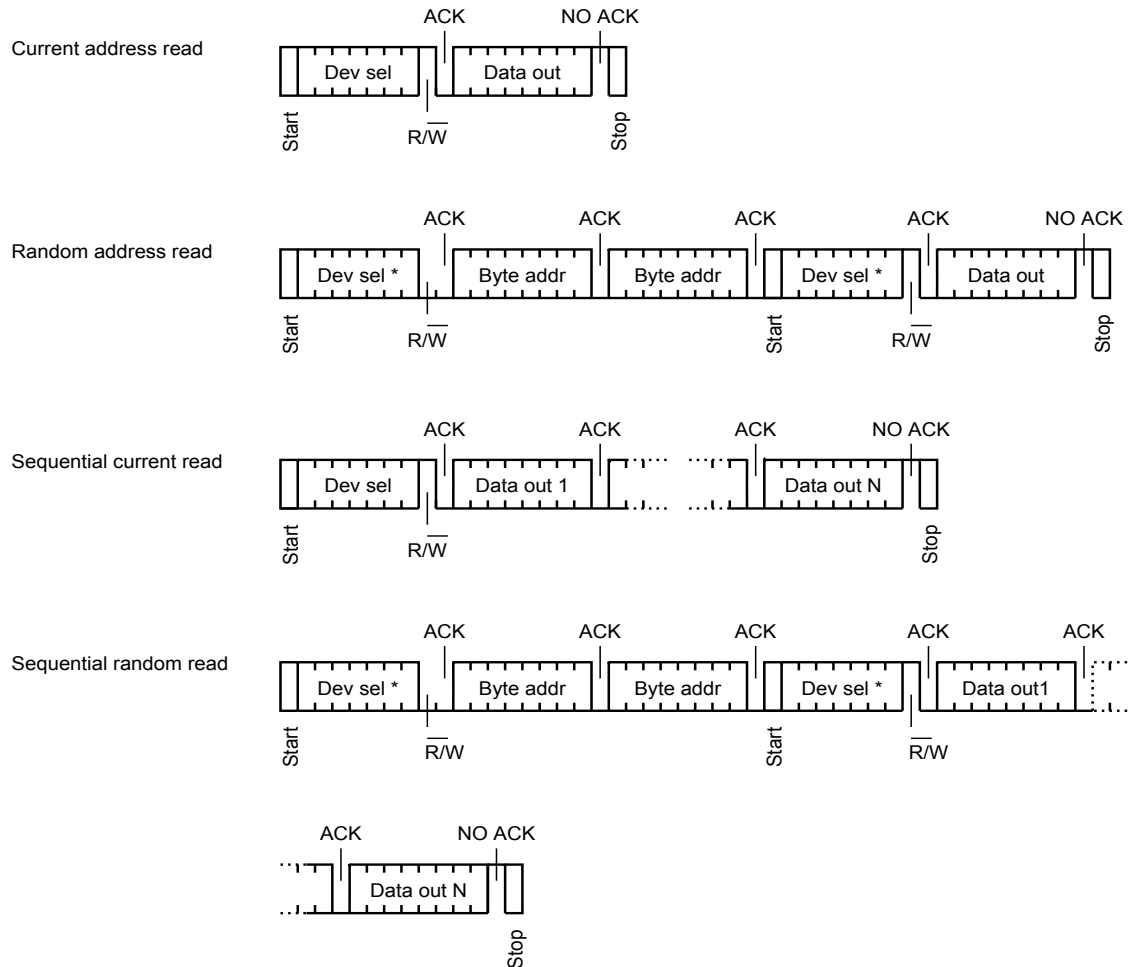 ACK NO ACK
Current address read
Dev sel Data out
Start R/W̅ Stop
ACK ACK ACK ACK NO ACK
Random address read
Dev sel * Byte addr Byte addr Dev sel * Data out
Start R/W̅ Start R/W̅ Stop
ACK ACK ACK NO ACK
Sequential current read
Dev sel Data out 1 Data out N
Start R/W̅ Stop
ACK ACK ACK ACK ACK
Sequential random read
Dev sel * Byte addr Byte addr Dev sel * Data out1
Start R̅/W Start R̅/W
ACK NO ACK
Data out N
Stop